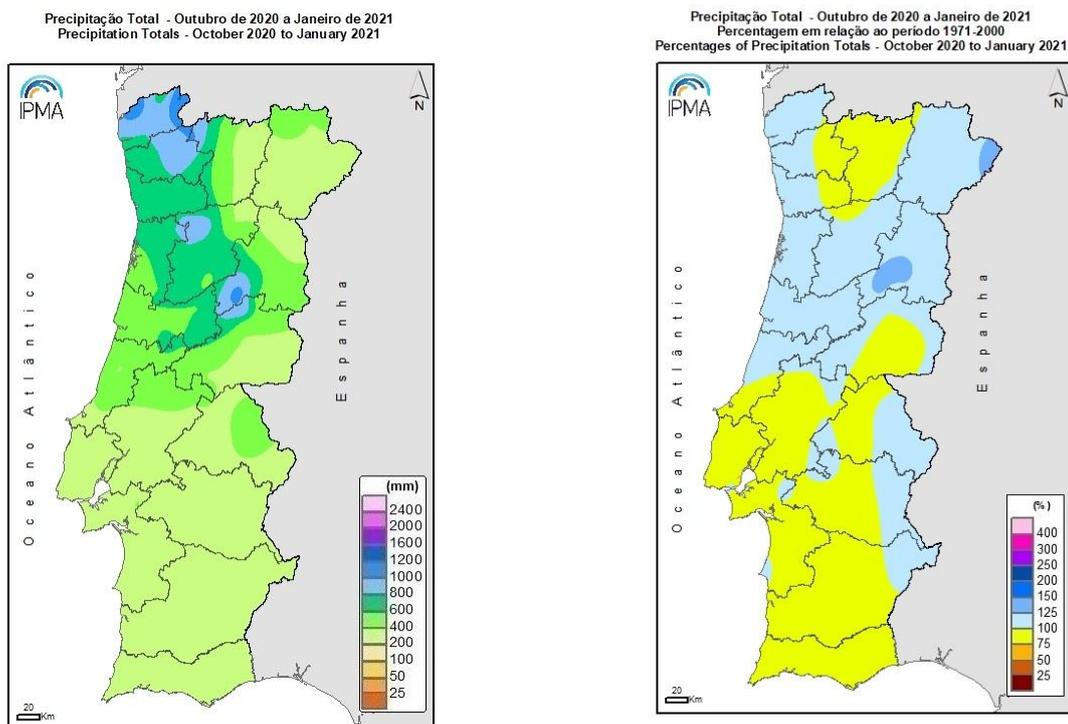 Precipitação Total - Outubro de 2020 a Janeiro de 2021
Precipitation Totals - October 2020 to January 2021
IPMA
N
Oceano Atlântico
Espanha
(mm)
2400
2000
1600
1200
1000
800
600
400
200
100
50
25
20
Km
Precipitação Total - Outubro de 2020 a Janeiro de 2021
Percentagem em relação ao período 1971-2000
Percentages of Precipitation Totals - October 2020 to January 2021
IPMA
N
Oceano Atlântico
Espanha
(%)
400
300
250
200
150
125
100
75
50
25
20
Km